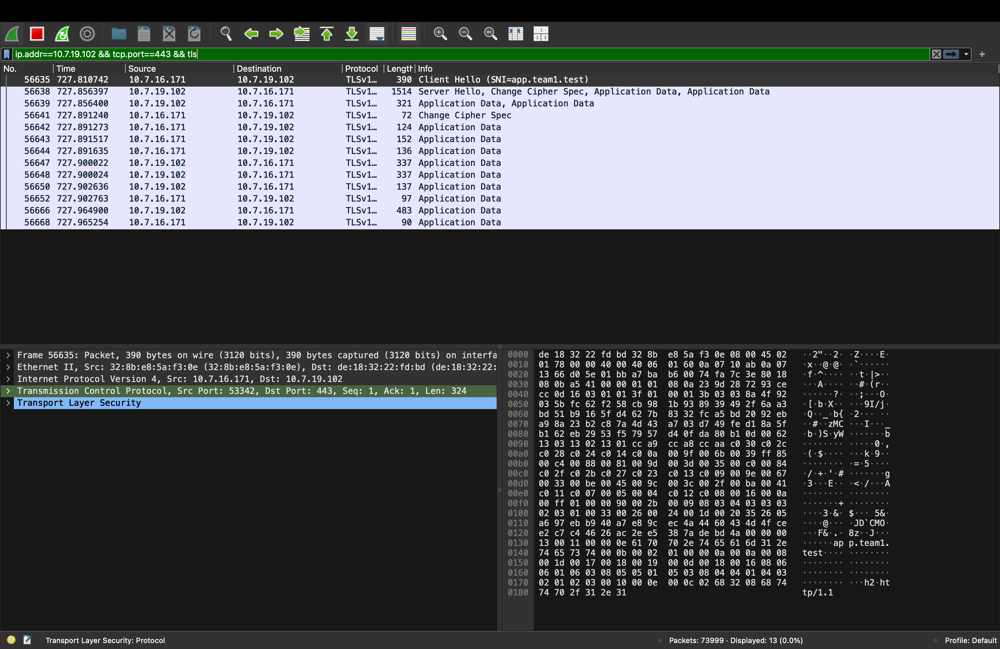 ip.addr==10.7.19.102 && tcp.port==443 && tls
No. Time Source Destination Protocol Length Info
56635 727.810742 10.7.16.171 10.7.19.102 TLSv1… 390 Client Hello (SNI=app.team1.test)
56638 727.856397 10.7.19.102 10.7.16.171 TLSv1… 1514 Server Hello, Change Cipher Spec, Application Data, Application Data
56639 727.856400 10.7.19.102 10.7.16.171 TLSv1… 321 Application Data, Application Data
56641 727.891240 10.7.16.171 10.7.19.102 TLSv1… 72 Change Cipher Spec
56642 727.891273 10.7.16.171 10.7.19.102 TLSv1… 124 Application Data
56643 727.891517 10.7.16.171 10.7.19.102 TLSv1… 152 Application Data
56644 727.891635 10.7.16.171 10.7.19.102 TLSv1… 136 Application Data
56647 727.900022 10.7.19.102 10.7.16.171 TLSv1… 337 Application Data
56648 727.900024 10.7.19.102 10.7.16.171 TLSv1… 337 Application Data
56650 727.902636 10.7.19.102 10.7.16.171 TLSv1… 137 Application Data
56652 727.902763 10.7.16.171 10.7.19.102 TLSv1… 97 Application Data
56666 727.964900 10.7.19.102 10.7.16.171 TLSv1… 483 Application Data
56668 727.965254 10.7.16.171 10.7.19.102 TLSv1… 90 Application Data
Frame 56635: Packet, 390 bytes on wire (3120 bits), 390 bytes captured (3120 bits) on interfa
Ethernet II, Src: 32:8b:e8:5a:f3:0e (32:8b:e8:5a:f3:0e), Dst: de:18:32:22:fd:bd (de:18:32:22:
Internet Protocol Version 4, Src: 10.7.16.171, Dst: 10.7.19.102
Transmission Control Protocol, Src Port: 53342, Dst Port: 443, Seq: 1, Ack: 1, Len: 324
Transport Layer Security
0000 de 18 32 22 fd bd 32 8b e8 5a f3 0e 08 00 45 02 ··2"··2· ·Z····E·
0010 01 78 00 00 40 00 40 06 01 60 0a 07 10 ab 0a 07 ·x··@·@· ·`······
0020 13 66 d0 5e 01 bb a7 ba b6 00 74 fa 7c 3e 80 18 ·f·^···· ··t·|>··
0030 08 0b a5 41 00 00 01 01 08 0a 23 9d 28 72 93 ce ···A···· ··#·(r··
0040 cc 0d 16 03 01 01 3f 01 00 01 3b 03 03 8a 4f 92 ······?· ··;···O·
0050 03 5b fc 62 f2 58 cb 98 1b 93 89 39 49 2f 6a a3 ·[·b·X·· ···9I/j·
0060 bd 51 b9 16 5f d4 62 7b 83 32 fc a5 bd 20 92 eb ·Q··_·b{ ·2··· ··
0070 a9 8a 23 b2 c8 7a 4d 43 a7 03 d7 49 fe d1 8a 5f ··#··zMC ···I···_
0080 b1 62 eb 29 53 f5 79 57 d4 0f da 80 b1 0d 00 62 ·b·)S·yW ·······b
0090 13 03 13 02 13 01 cc a9 cc a8 cc aa c0 30 c0 2c ········ ·····0·,
00a0 c0 28 c0 24 c0 14 c0 0a 00 9f 00 6b 00 39 ff 85 ·(·$···· ···k·9··
00b0 00 c4 00 88 00 81 00 9d 00 3d 00 35 00 c0 00 84 ········ ·=·5····
00c0 c0 2f c0 2b c0 27 c0 23 c0 13 c0 09 00 9e 00 67 ·/·+·'·# ·······g
00d0 00 33 00 be 00 45 00 9c 00 3c 00 2f 00 ba 00 41 ·3···E·· ·<·/···A
00e0 c0 11 c0 07 00 05 00 04 c0 12 c0 08 00 16 00 0a ········ ········
00f0 00 ff 01 00 00 90 00 2b 00 09 08 03 04 03 03 03 ·······+ ········
0100 02 03 01 00 33 00 26 00 24 00 1d 00 20 35 26 05 ····3·&· $··· 5&·
0110 a6 97 eb b9 40 a7 e8 9c ec 4a 44 60 43 4d 4f ce ····@··· ·JD`CMO·
0120 e2 c7 c4 46 26 ac 2e e5 38 7a de bd 4a 00 00 00 ···F&·.· 8z··J···
0130 13 00 11 00 00 0e 61 70 70 2e 74 65 61 6d 31 2e ······ap p.team1.
0140 74 65 73 74 00 0b 00 02 01 00 00 0a 00 0a 00 08 test···· ········
0150 00 1d 00 17 00 18 00 19 00 0d 00 18 00 16 08 06 ········ ········
0160 06 01 06 03 08 05 05 01 05 03 08 04 04 01 04 03 ········ ········
0170 02 01 02 03 00 10 00 0e 00 0c 02 68 32 08 68 74 ········ ···h2·ht
0180 74 70 2f 31 2e 31 tp/1.1
Transport Layer Security: Protocol
Packets: 73999 · Displayed: 13 (0.0%)
Profile: Default